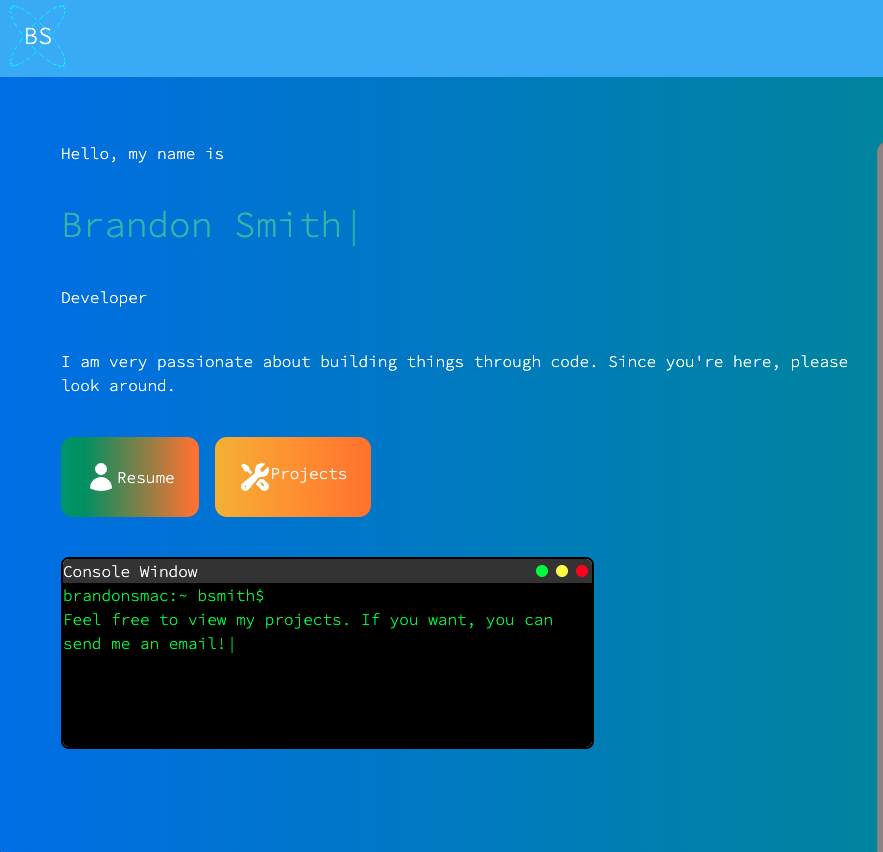 BS
Hello, my name is
Brandon Smith|
Developer
I am very passionate about building things through code. Since you're here, please
look around.
Resume
Projects
Console Window
brandonsmac:~ bsmith$
Feel free to view my projects. If you want, you can
send me an email!|